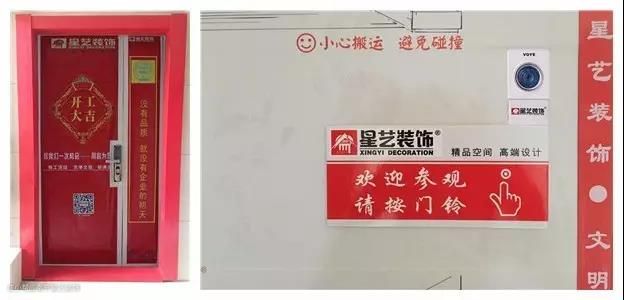 星艺装饰
开工
大吉
没有品质 就没有企业的明天
小心搬运 避免碰撞
VOYE
星艺装饰
星艺装饰®
XINGYI DECORATION
精品空间 高端设计
欢迎参观
请按门铃
星艺装饰●文明